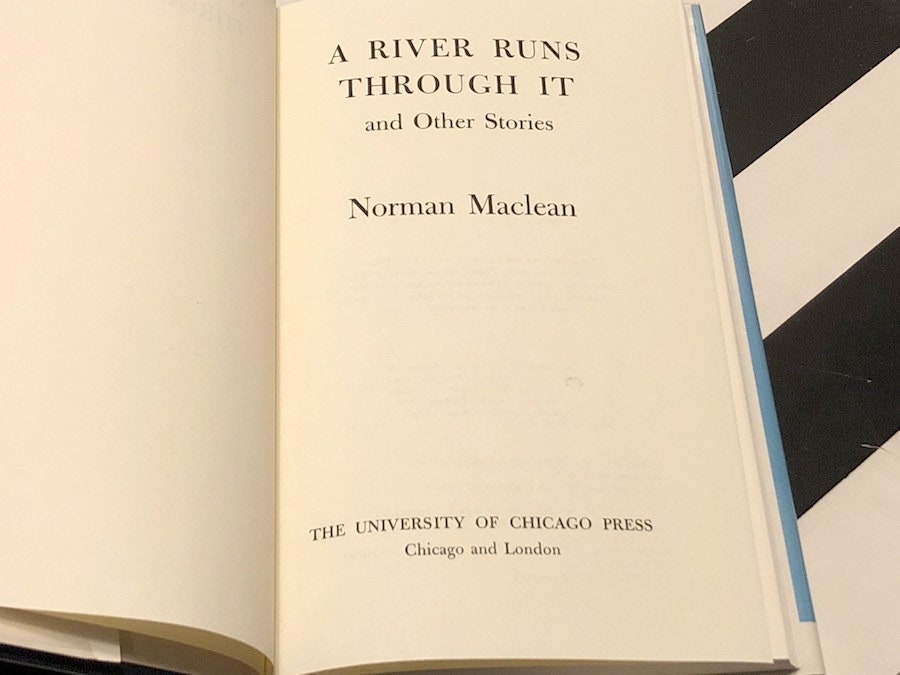 A RIVER RUNS
THROUGH IT
and Other Stories
Norman Maclean
THE UNIVERSITY OF CHICAGO PRESS
Chicago and London